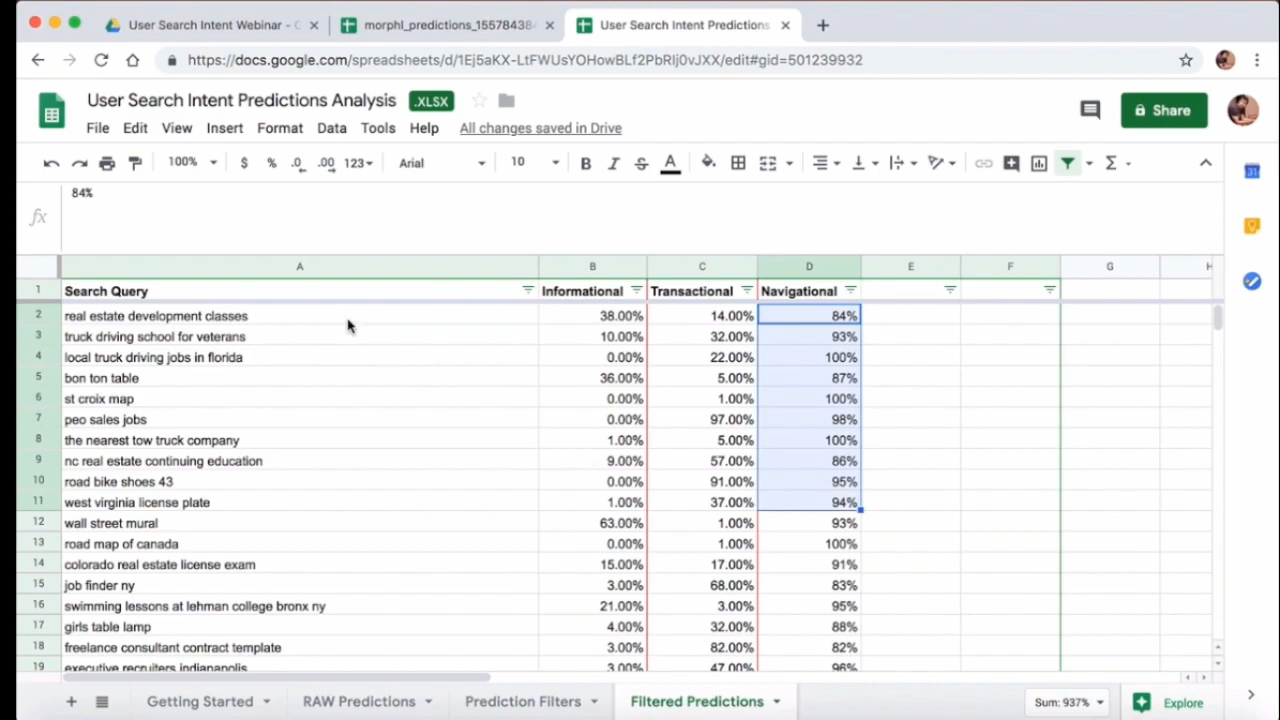 User Search Intent Webinar - morphl_predictions_155784384 User Search Intent Predictions
https://docs.google.com/spreadsheets/d/1Ej5aKX-LtFWUsYOHowBLf2PbRIj0vJXX/edit#gid=501239932
User Search Intent Predictions Analysis .XLSX
Share
File Edit View Insert Format Data Tools Help All changes saved in Drive
100% $ % .0 .00 123 Arial 10 B I S A Σ
31
84%
fx
A B C D E F G H
1 Search Query Informational Transactional Navigational
2 real estate development classes 38.00% 14.00% 84%
3 truck driving school for veterans 10.00% 32.00% 93%
4 local truck driving jobs in florida 0.00% 22.00% 100%
5 bon ton table 36.00% 5.00% 87%
6 st croix map 0.00% 1.00% 100%
7 peo sales jobs 0.00% 97.00% 98%
8 the nearest tow truck company 1.00% 5.00% 100%
9 nc real estate continuing education 9.00% 57.00% 86%
10 road bike shoes 43 0.00% 91.00% 95%
11 west virginia license plate 1.00% 37.00% 94%
12 wall street mural 63.00% 1.00% 93%
13 road map of canada 0.00% 1.00% 100%
14 colorado real estate license exam 15.00% 17.00% 91%
15 job finder ny 3.00% 68.00% 83%
16 swimming lessons at lehman college bronx ny 21.00% 3.00% 95%
17 girls table lamp 4.00% 32.00% 88%
18 freelance consultant contract template 3.00% 82.00% 82%
19 executive recruiters indianapolis 3.00% 47.00% 96%
+ Getting Started RAW Predictions Prediction Filters Filtered Predictions Sum: 937% Explore